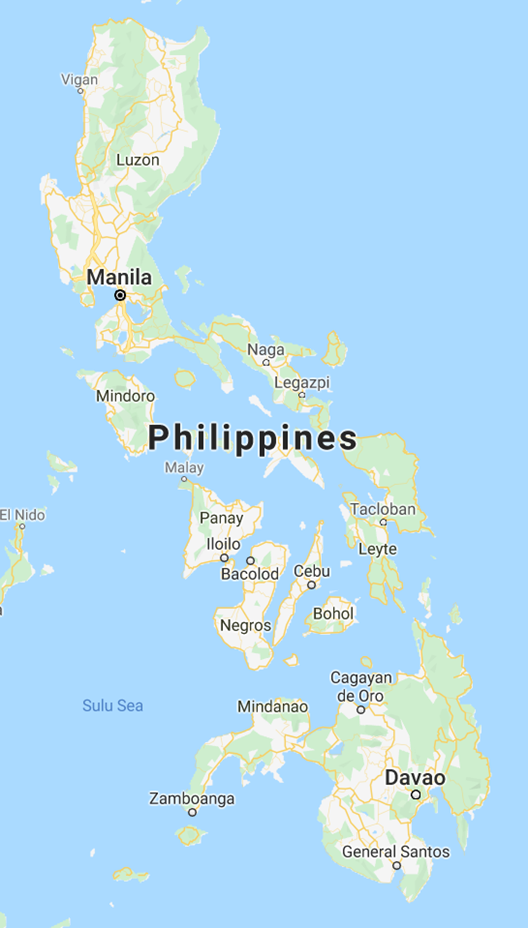 Vigan
Luzon
Manila
Naga
Legazpi
Mindoro
Philippines
Malay
El Nido
Panay
Tacloban
Iloilo
Leyte
Bacolod
Cebu
Bohol
Negros
Cagayan
de Oro
Sulu Sea
Mindanao
Davao
Zamboanga
General Santos